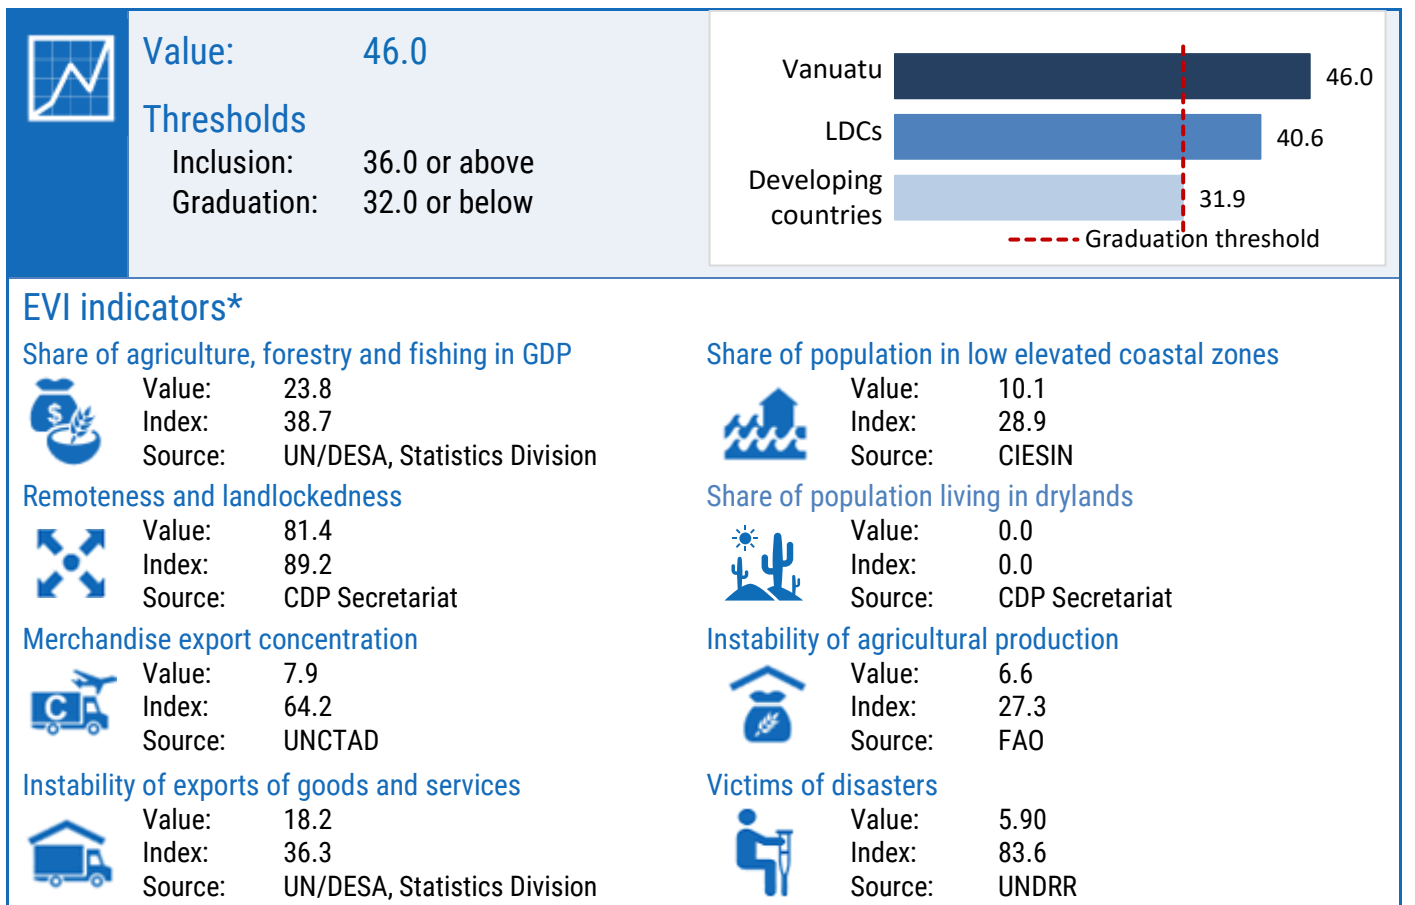 Value: 46.0
Thresholds
Inclusion: 36.0 or above
Graduation: 32.0 or below
Vanuatu 46.0
LDCs 40.6
Developing
countries 31.9
Graduation threshold
EVI indicators*
Share of agriculture, forestry and fishing in GDP
$
Value: 23.8
Index: 38.7
Source: UN/DESA, Statistics Division
Share of population in low elevated coastal zones
Value: 10.1
Index: 28.9
Source: CIESIN
Remoteness and landlockedness
Value: 81.4
Index: 89.2
Source: CDP Secretariat
Share of population living in drylands
Value: 0.0
Index: 0.0
Source: CDP Secretariat
Merchandise export concentration
C
Value: 7.9
Index: 64.2
Source: UNCTAD
Instability of agricultural production
Value: 6.6
Index: 27.3
Source: FAO
Instability of exports of goods and services
Value: 18.2
Index: 36.3
Source: UN/DESA, Statistics Division
Victims of disasters
Value: 5.90
Index: 83.6
Source: UNDRR